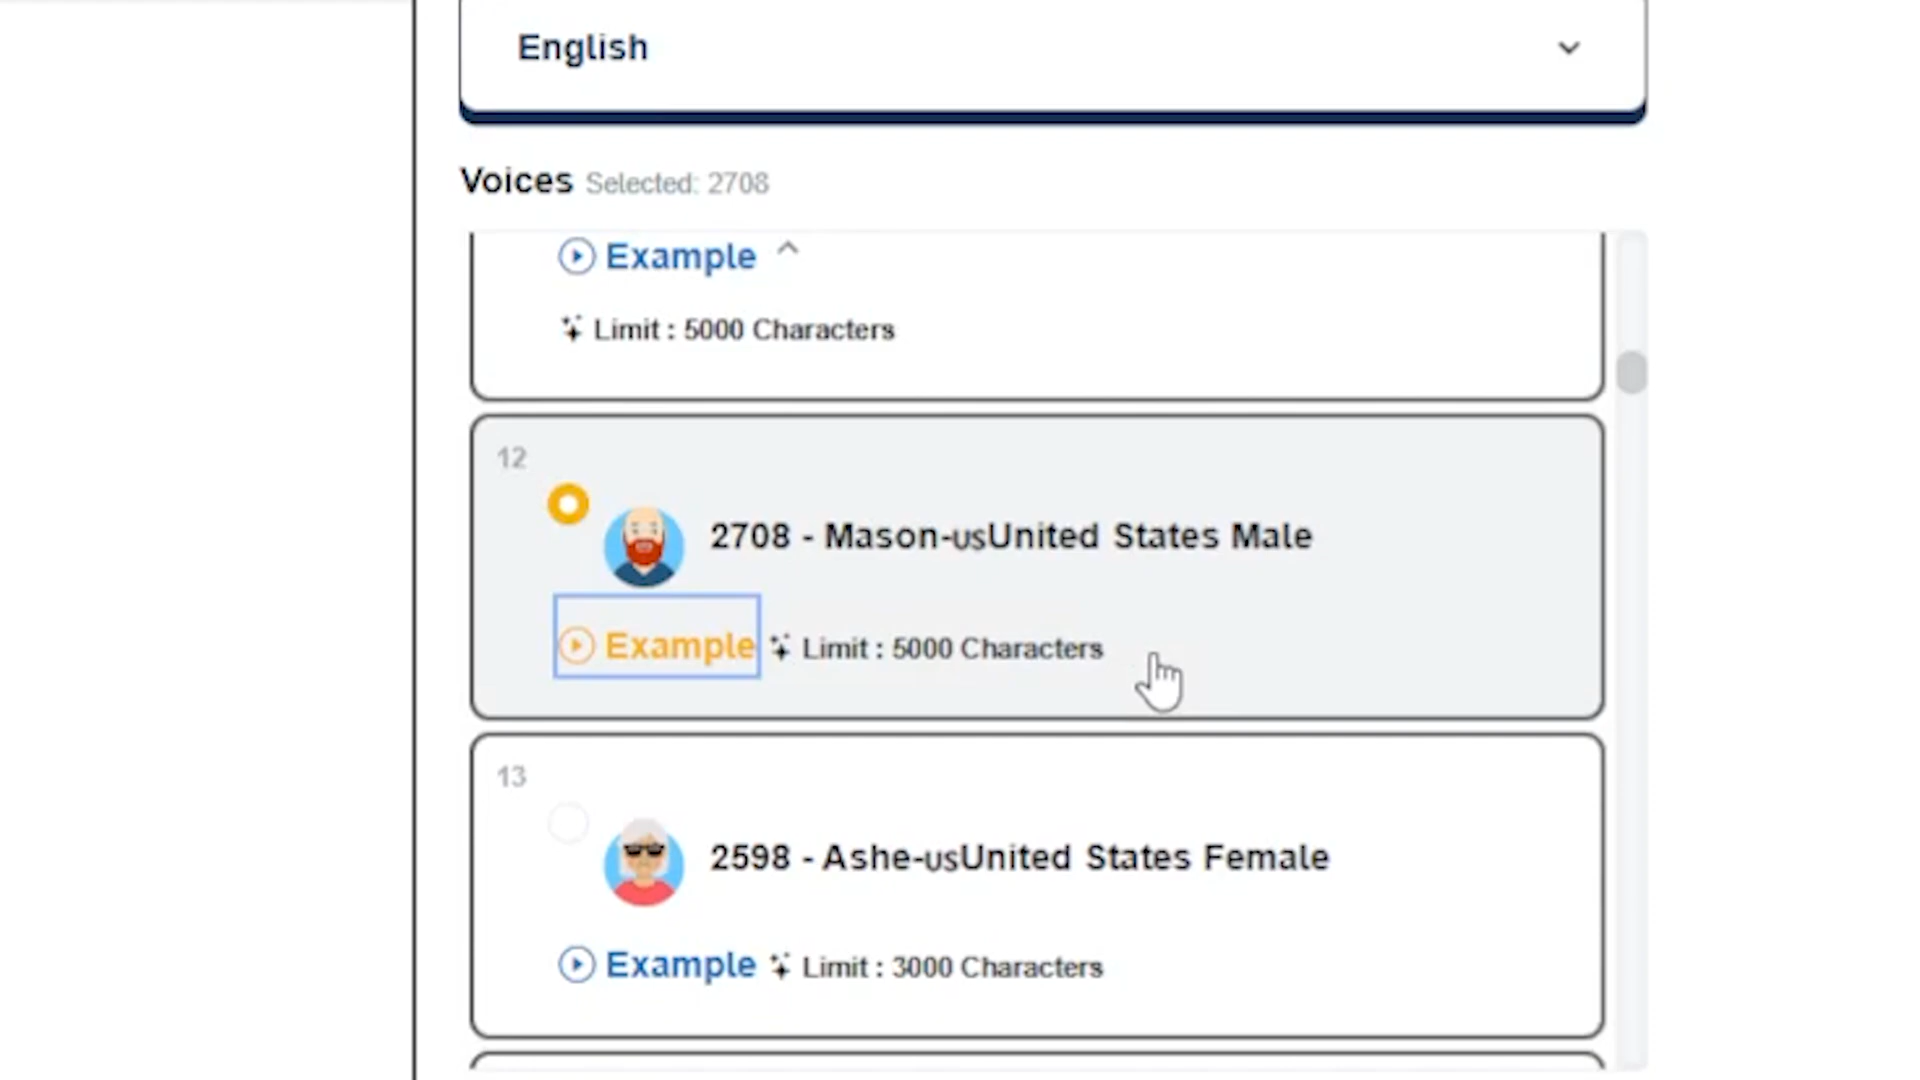 English
Voices Selected: 2708
Example
Limit : 5000 Characters
12
2708 - Mason-USUnited States Male
Example Limit : 5000 Characters
13
2598 - Ashe-USUnited States Female
Example Limit : 3000 Characters